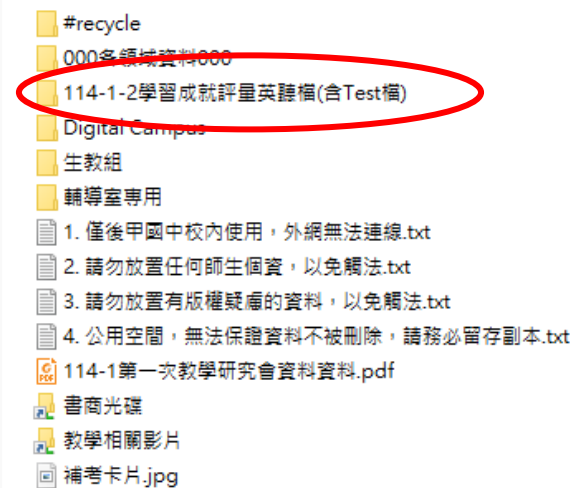 #recycle
000各領域資料000
114-1-2學習成就評量英聽檔(含Test檔)
Digital Campus
生教組
輔導室專用
1. 僅後甲國中校內使用，外網無法連線.txt
2. 請勿放置任何師生個資，以免觸法.txt
3. 請勿放置有版權疑慮的資料，以免觸法.txt
4. 公用空間，無法保證資料不被刪除，請務必留存副本.txt
114-1第一次教學研究會資料資料.pdf
書商光碟
教學相關影片
補考卡片.jpg